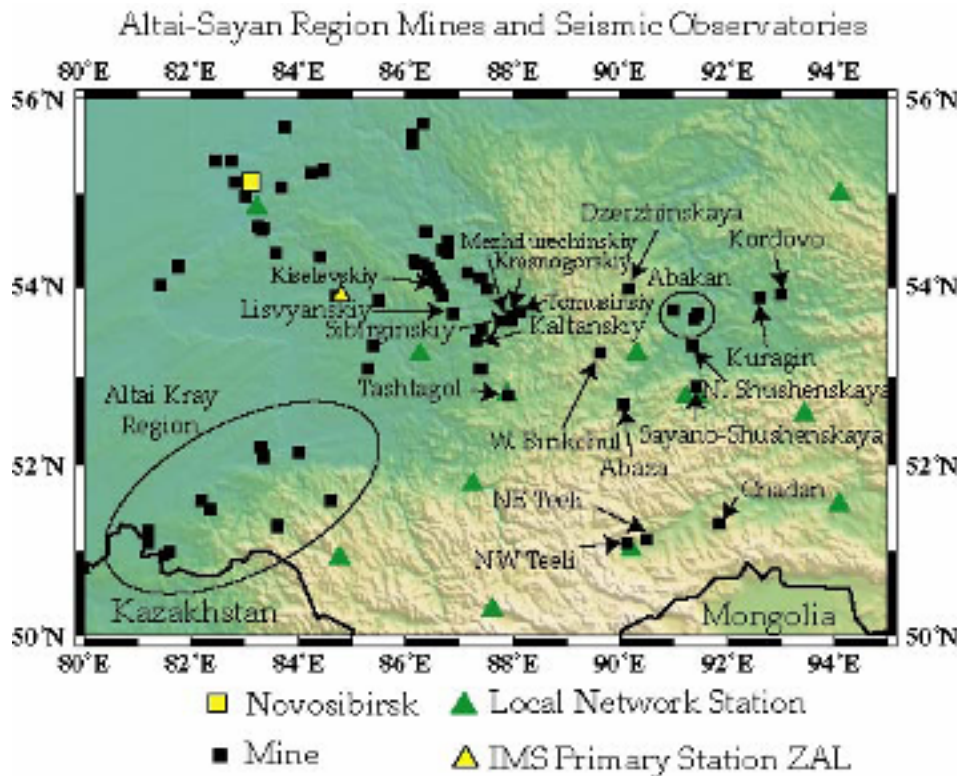 Altai-Sayan Region Mines and Seismic Observatories
80°E 82°E 84°E 86°E 88°E 90°E 92°E 94°E
56°N 56°N
Dzerzhinskaya
Mezhdurechinskiy
Kordovo
Krasnogorskiy
Kiselevskiy
Abakan
54°N 54°N
Lisvyanskiy
Tomusinsiy
Sibirginskiy
Kaltanskiy
Kuragin
Tashtagol
N. Shushenskaya
Altai Kray
Region
W. Binkchul
Sayano-Shushenskaya
Abaza
52°N 52°N
NE Teeli
Chadan
NW Teeli
Kazakhstan
Mongolia
50°N 50°N
80°E 82°E 84°E 86°E 88°E 90°E 92°E 94°E
Novosibirsk
Local Network Station
Mine
IMS Primary Station ZAL